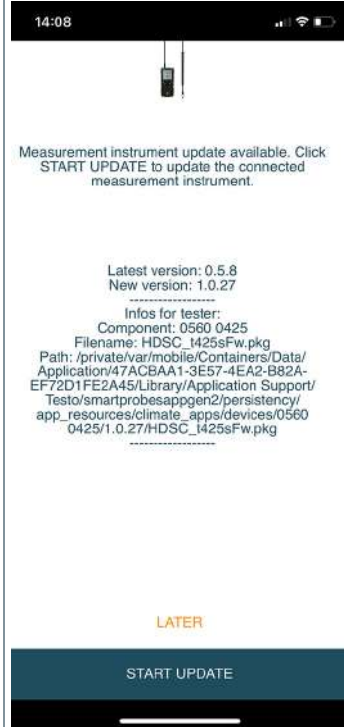 14:08
Measurement instrument update available. Click
START UPDATE to update the connected
measurement instrument.
Latest version: 0.5.8
New version: 1.0.27
------------------
Infos for tester:
Component: 0560 0425
Filename: HDSC_t425sFw.pkg
Path: /private/var/mobile/Containers/Data/
Application/47ACBAA1-3E57-4EA2-B82A-
EF72D1FE2A45/Library/Application Support/
Testo/smartprobesappgen2/persistency/
app_resources/climate_apps/devices/0560
0425/1.0.27/HDSC_t425sFw.pkg
------------------
LATER
START UPDATE